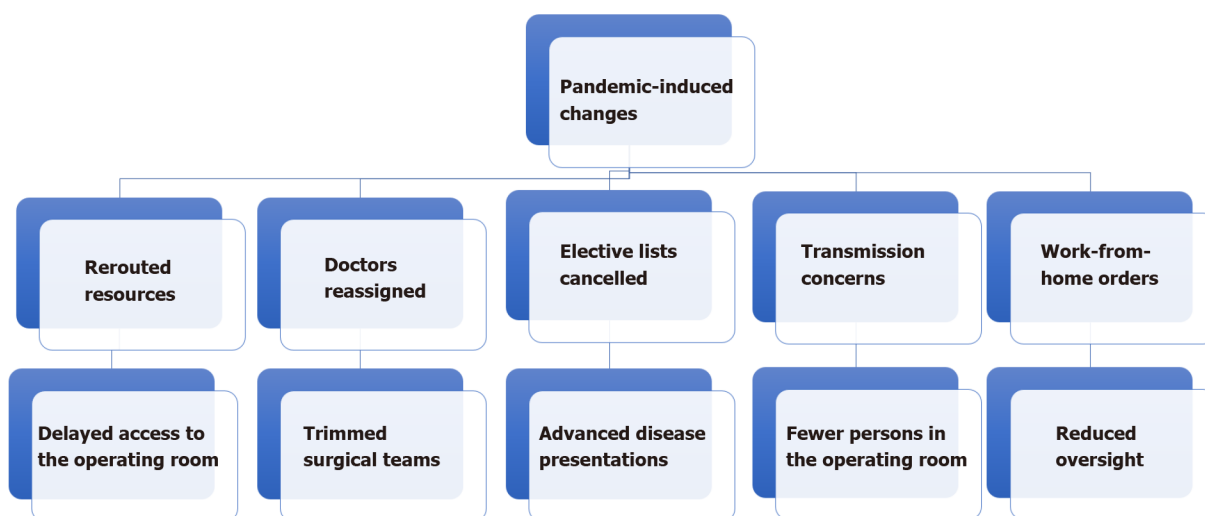 Pandemic-induced
changes
Rerouted
resources
Doctors
reassigned
Elective lists
cancelled
Transmission
concerns
Work-from-
home orders
Delayed access to
the operating room
Trimmed
surgical teams
Advanced disease
presentations
Fewer persons in
the operating room
Reduced
oversight